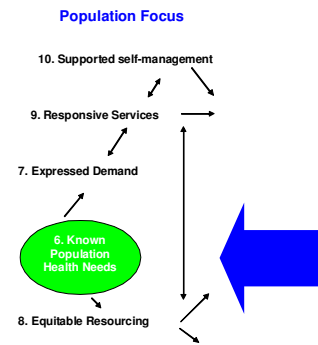 Population Focus
10. Supported self-management
9. Responsive Services
7. Expressed Demand
6. Known
Population
Health Needs
8. Equitable Resourcing